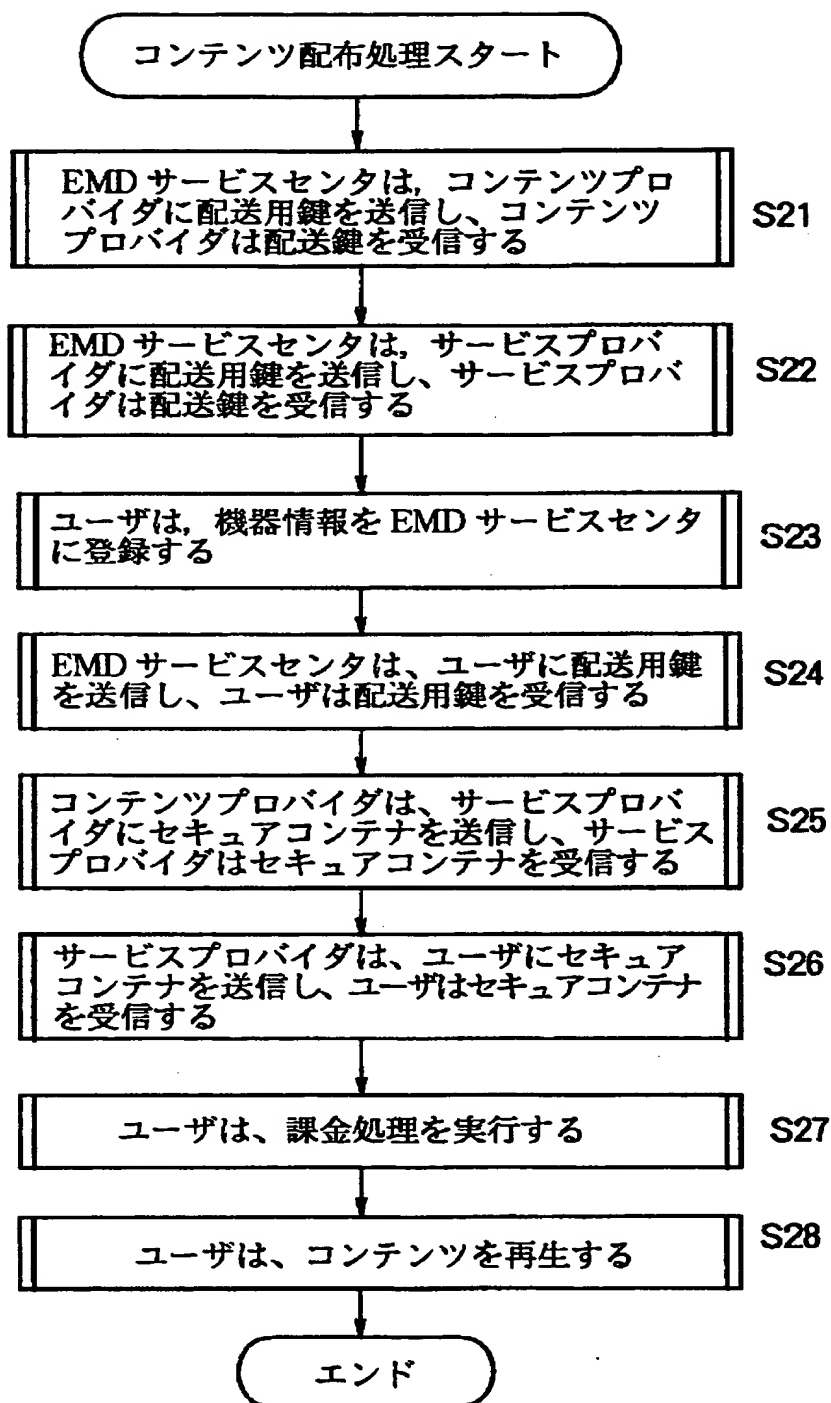 コンテンツ配布処理スタート
EMD サービスセンタは, コンテンツプロ
バイダに配送用鍵を送信し、コンテンツ
プロバイダは配送鍵を受信する
S21
EMD サービスセンタは, サービスプロバ
イダに配送用鍵を送信し、サービスプロバ
イダは配送鍵を受信する
S22
ユーザは, 機器情報を EMD サービスセンタ
に登録する
S23
EMD サービスセンタは、ユーザに配送用鍵
を送信し、ユーザは配送用鍵を受信する
S24
コンテンツプロバイダは、サービスプロバ
イダにセキュアコンテナを送信し、サービス
プロバイダはセキュアコンテナを受信する
S25
サービスプロバイダは、ユーザにセキュア
コンテナを送信し、ユーザはセキュアコンテナ
を受信する
S26
ユーザは、課金処理を実行する
S27
ユーザは、コンテンツを再生する
S28
エンド